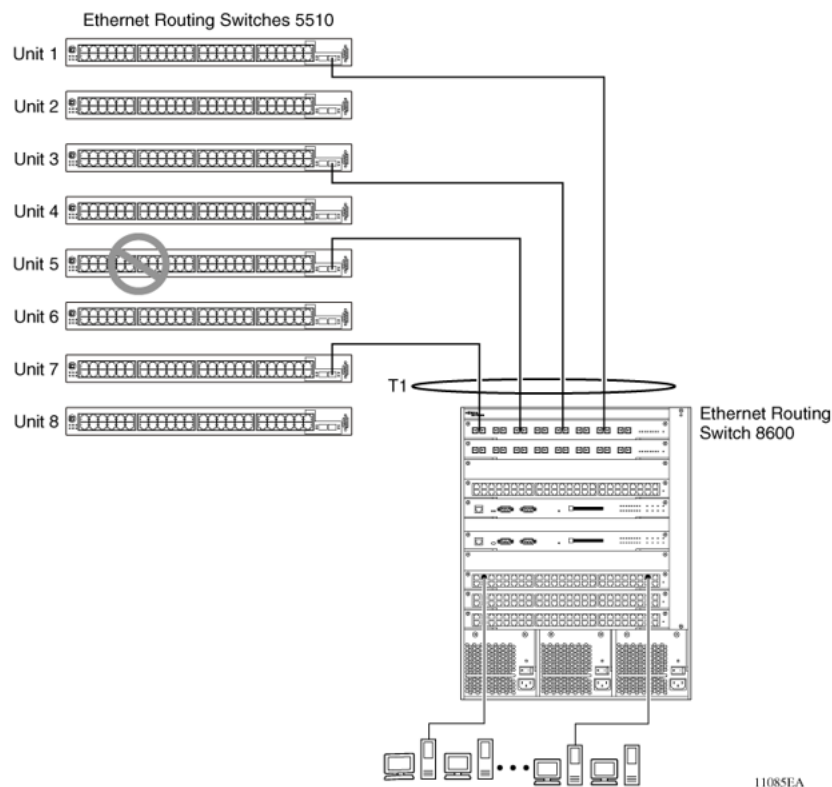 Ethernet Routing Switches 5510
Unit 1
Unit 2
Unit 3
Unit 4
Unit 5
Unit 6
Unit 7
Unit 8
T1
Ethernet Routing
Switch 8600
11085EA